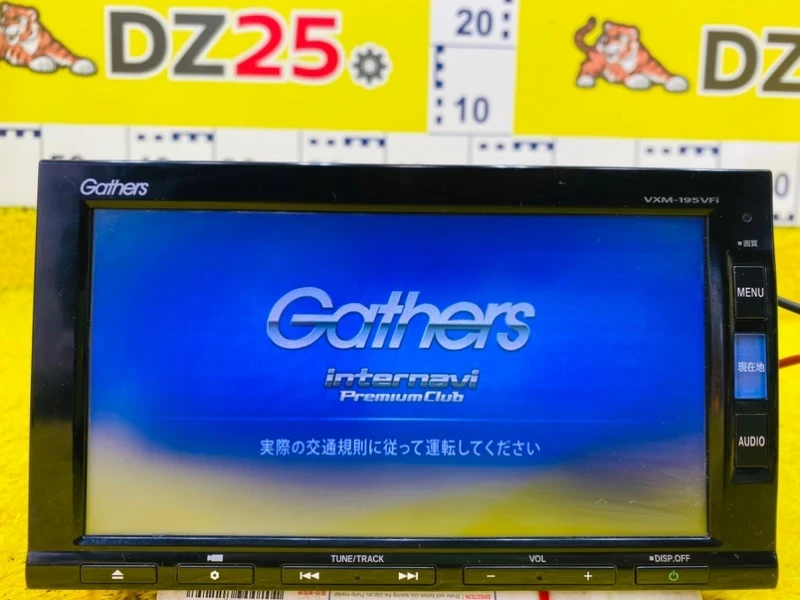 DZ25
20
10
DZ
Gathers
VXM-195VFi
■画質
Gathers
internavi
Premium Club
実際の交通規則に従って運転してください
MENU
現在地
AUDIO
TUNE/TRACK
VOL
■DISP.OFF